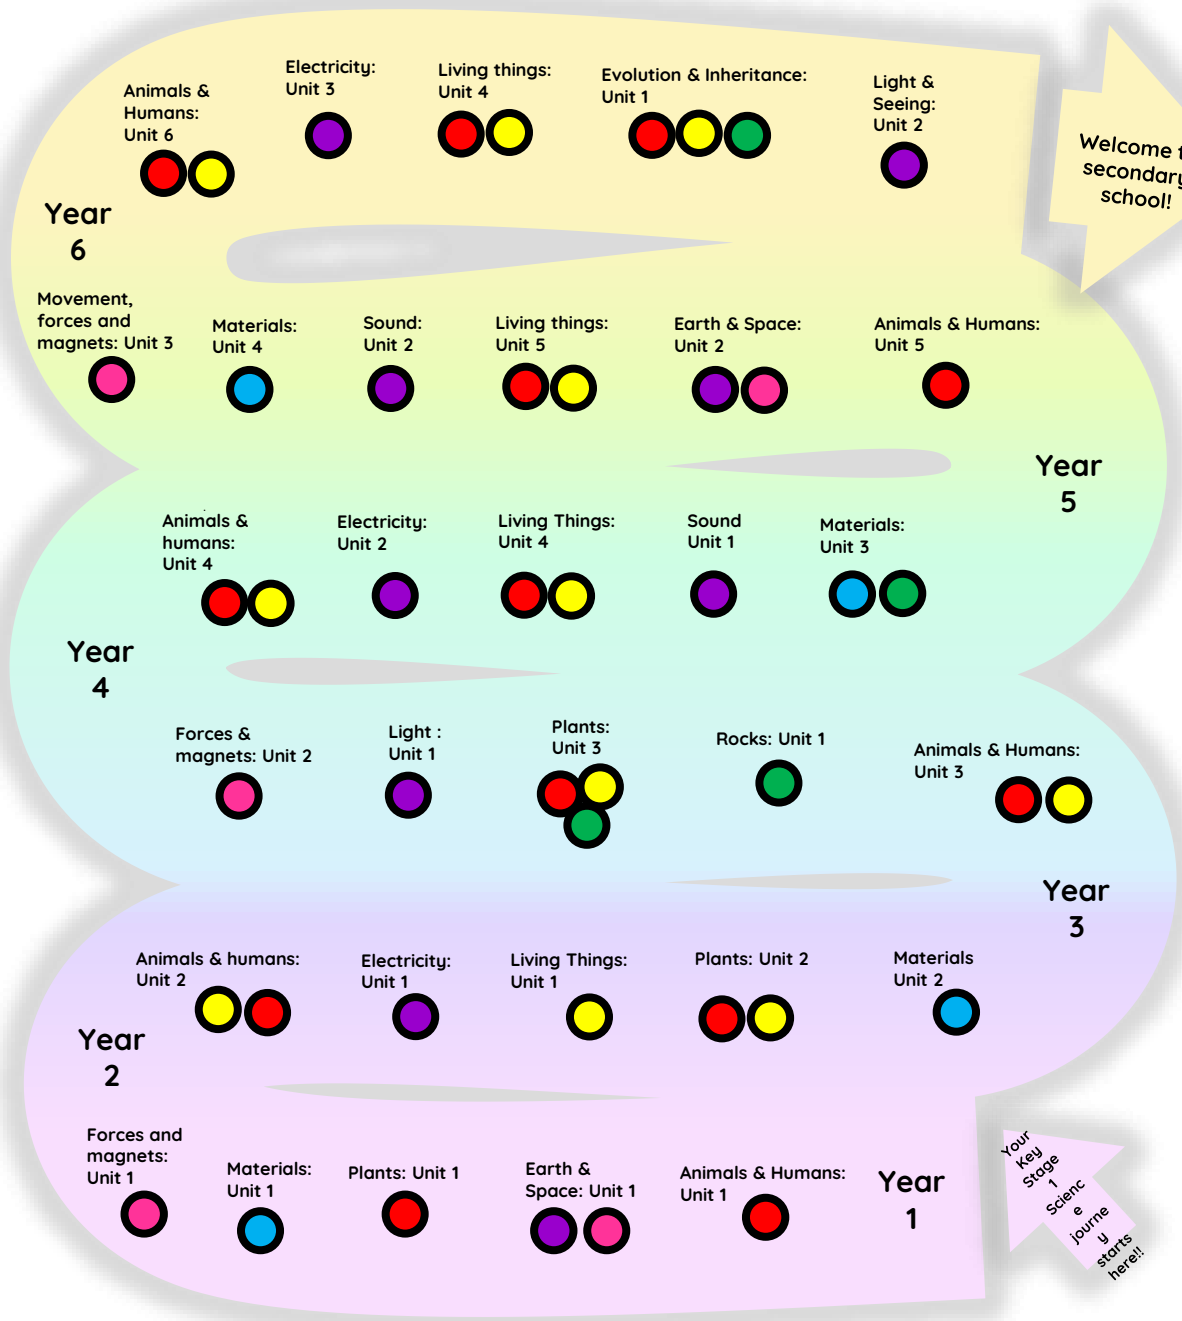 Animals &
Humans:
Unit 6
Electricity:
Unit 3
Living things:
Unit 4
Evolution & Inheritance:
Unit 1
Light &
Seeing:
Unit 2
Welcome
secondary
school!
Year
6
Movement,
forces and
magnets: Unit 3
Materials:
Unit 4
Sound:
Unit 2
Living things:
Unit 5
Earth & Space:
Unit 2
Animals & Humans:
Unit 5
Year
5
Animals &
humans:
Unit 4
Electricity:
Unit 2
Living Things:
Unit 4
Sound
Unit 1
Materials:
Unit 3
Year
4
Forces &
magnets: Unit 2
Light :
Unit 1
Plants:
Unit 3
Rocks: Unit 1
Animals & Humans:
Unit 3
Year
3
Animals & humans:
Unit 2
Electricity:
Unit 1
Living Things:
Unit 1
Plants: Unit 2
Materials
Unit 2
Year
2
Forces and
magnets:
Unit 1
Materials:
Unit 1
Plants: Unit 1
Earth &
Space: Unit 1
Animals & Humans:
Unit 1
Year
1
Your
Key
Stage
1
Scienc
e
journe
y
starts
here!!